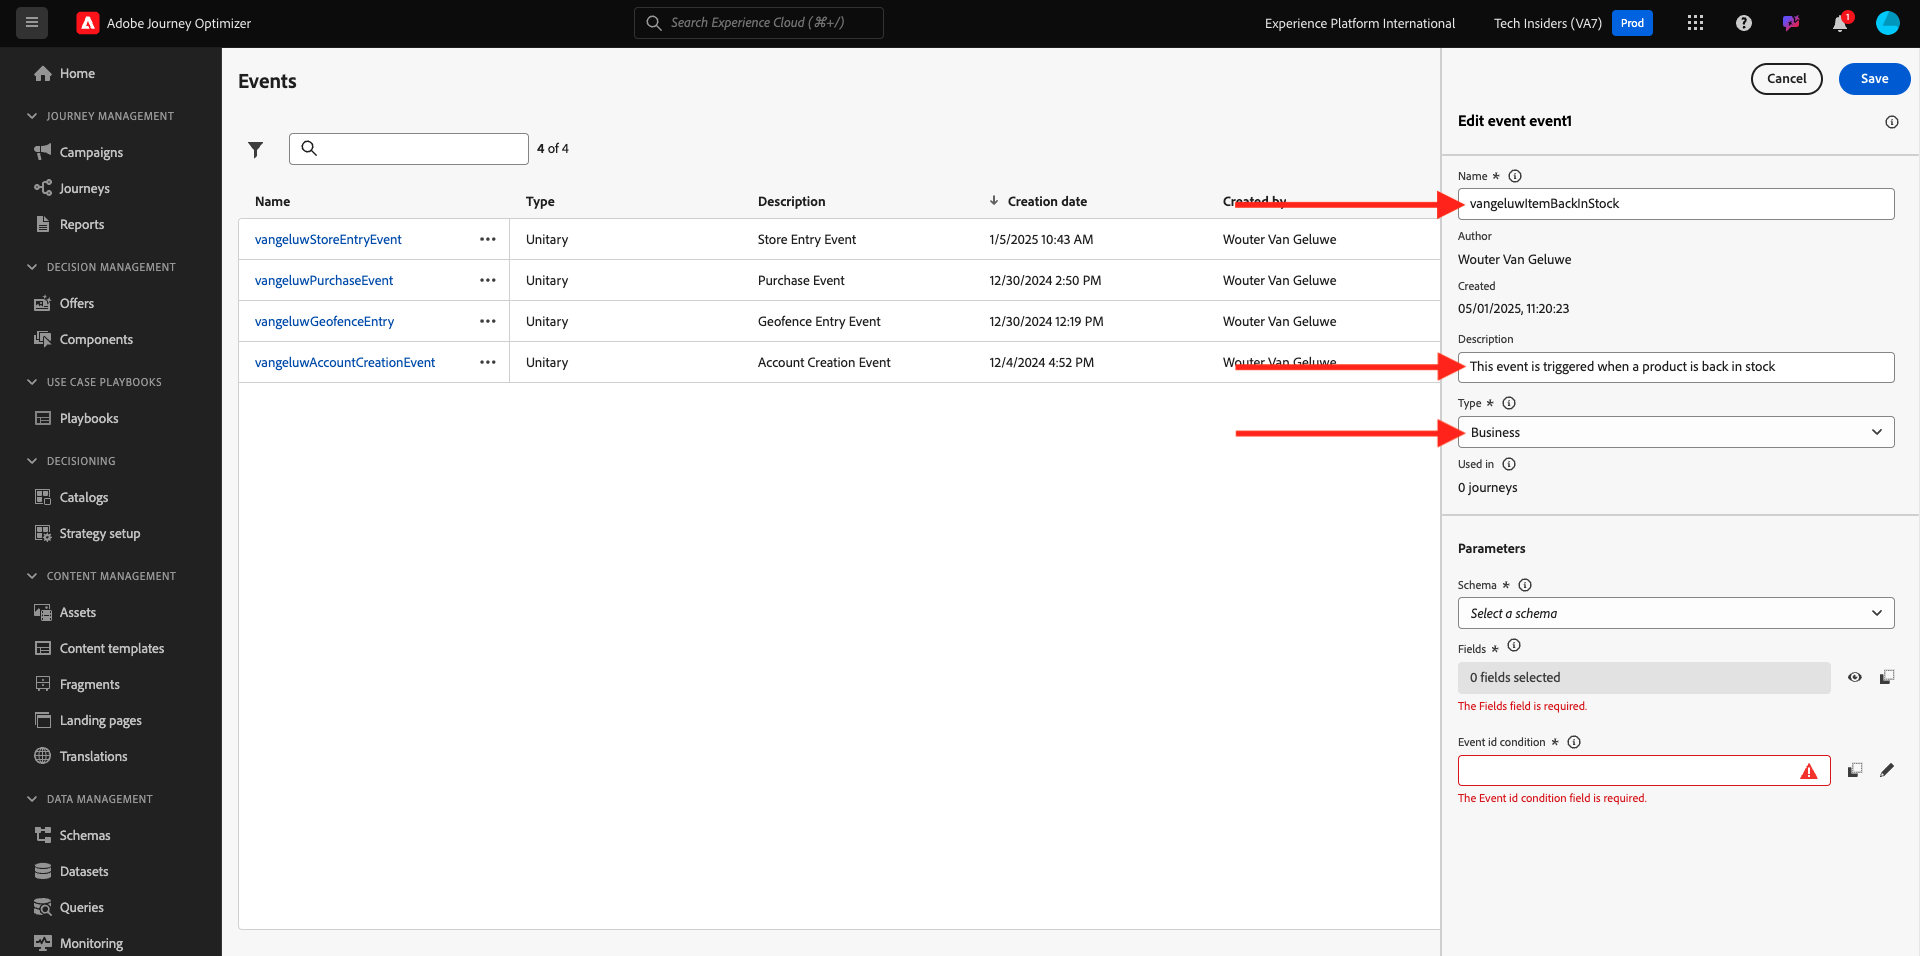 Adobe Journey Optimizer
Search Experience Cloud (⌘+/)
Experience Platform International
Tech Insiders (VA7)
Prod
1
Home
JOURNEY MANAGEMENT
Campaigns
Journeys
Reports
DECISION MANAGEMENT
Offers
Components
USE CASE PLAYBOOKS
Playbooks
DECISIONING
Catalogs
Strategy setup
CONTENT MANAGEMENT
Assets
Content templates
Fragments
Landing pages
Translations
DATA MANAGEMENT
Schemas
Datasets
Queries
Monitoring
Events
4 of 4
Name Type Description Creation date Created by
vangeluwStoreEntryEvent Unitary Store Entry Event 1/5/2025 10:43 AM Wouter Van Geluwe
vangeluwPurchaseEvent Unitary Purchase Event 12/30/2024 2:50 PM Wouter Van Geluwe
vangeluwGeofenceEntry Unitary Geofence Entry Event 12/30/2024 12:19 PM Wouter Van Geluwe
vangeluwAccountCreationEvent Unitary Account Creation Event 12/4/2024 4:52 PM Wouter Van Geluwe
Cancel
Save
Edit event event1
Name *
vangeluwItemBackInStock
Author
Wouter Van Geluwe
Created
05/01/2025, 11:20:23
Description
This event is triggered when a product is back in stock
Type *
Business
Used in
0 journeys
Parameters
Schema *
Select a schema
Fields *
0 fields selected
The Fields field is required.
Event id condition *
The Event id condition field is required.